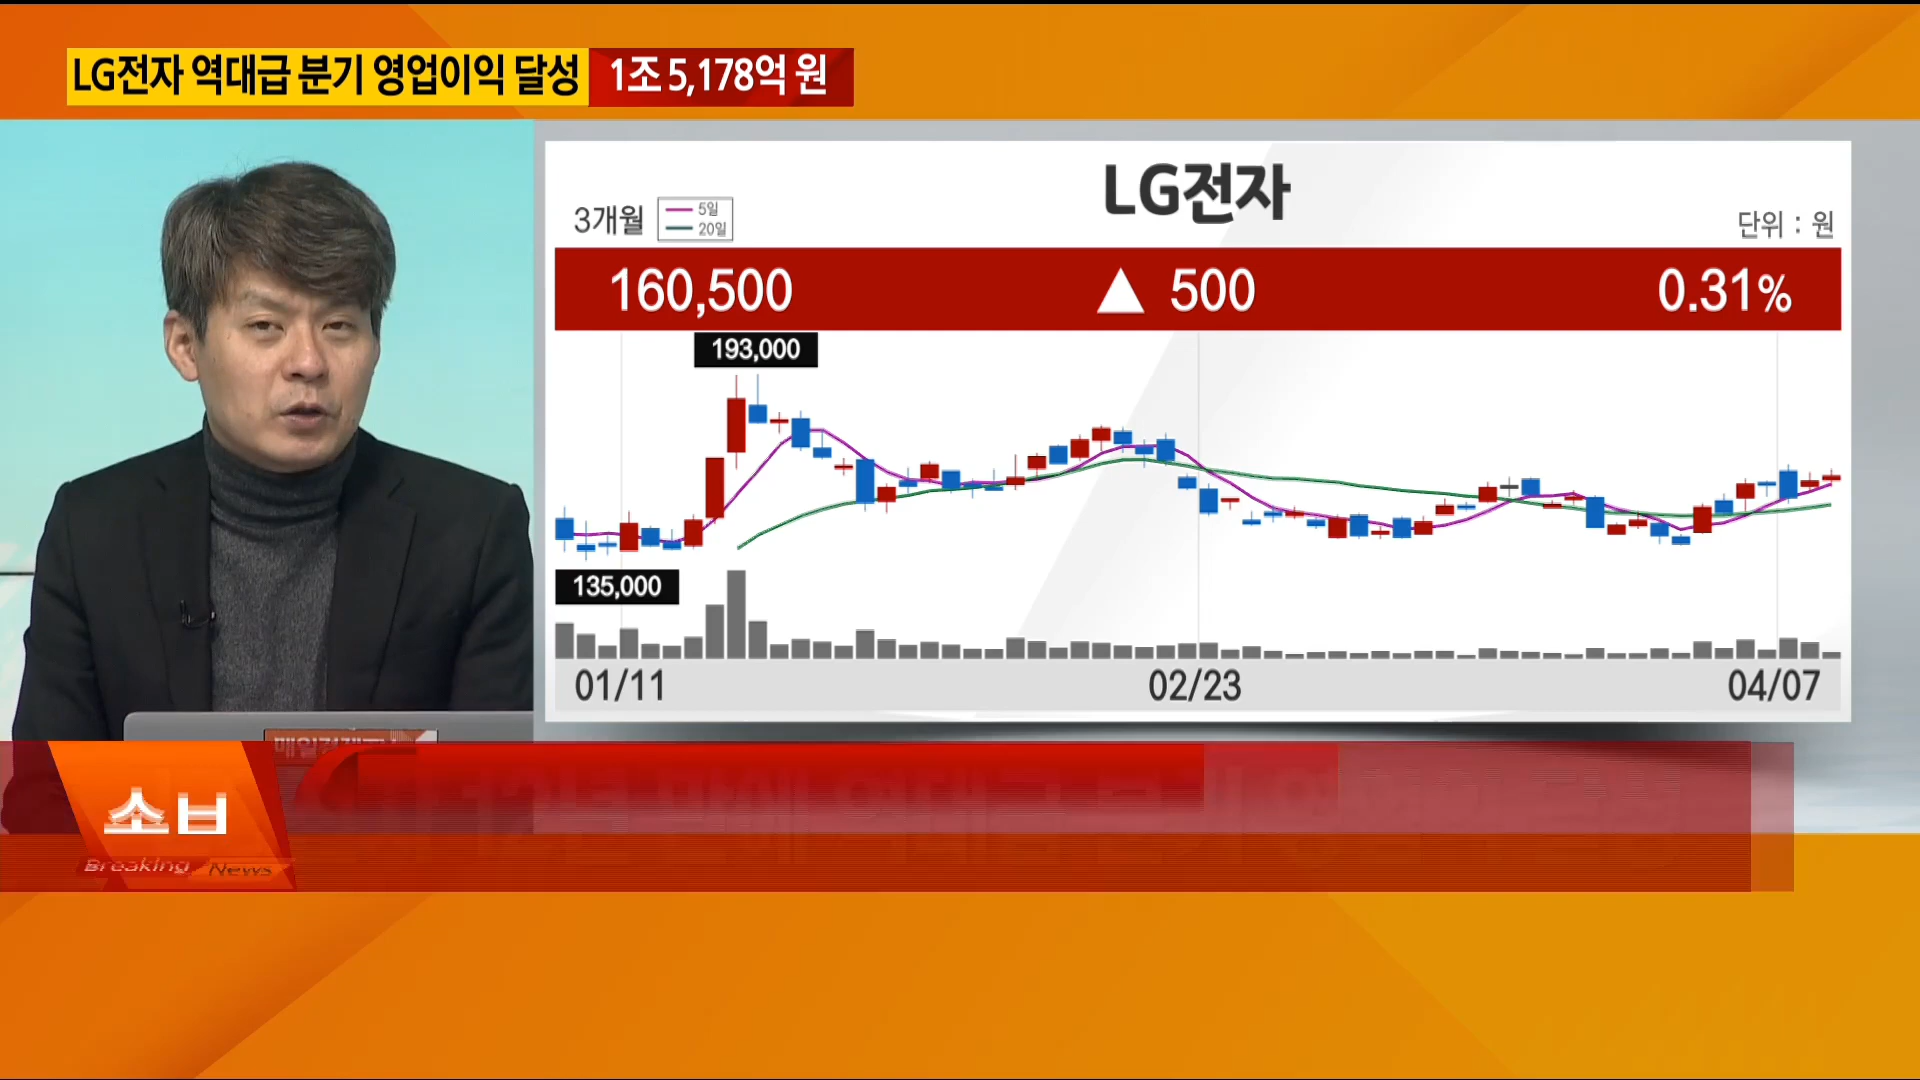 LG전자 역대급 분기 영업이익 달성 1조 5,178억 원
LG전자
3개월
5일
20일
단위 : 원
160,500 ▲ 500 0.31%
193,000
135,000
01/11 02/23 04/07
Breaking News